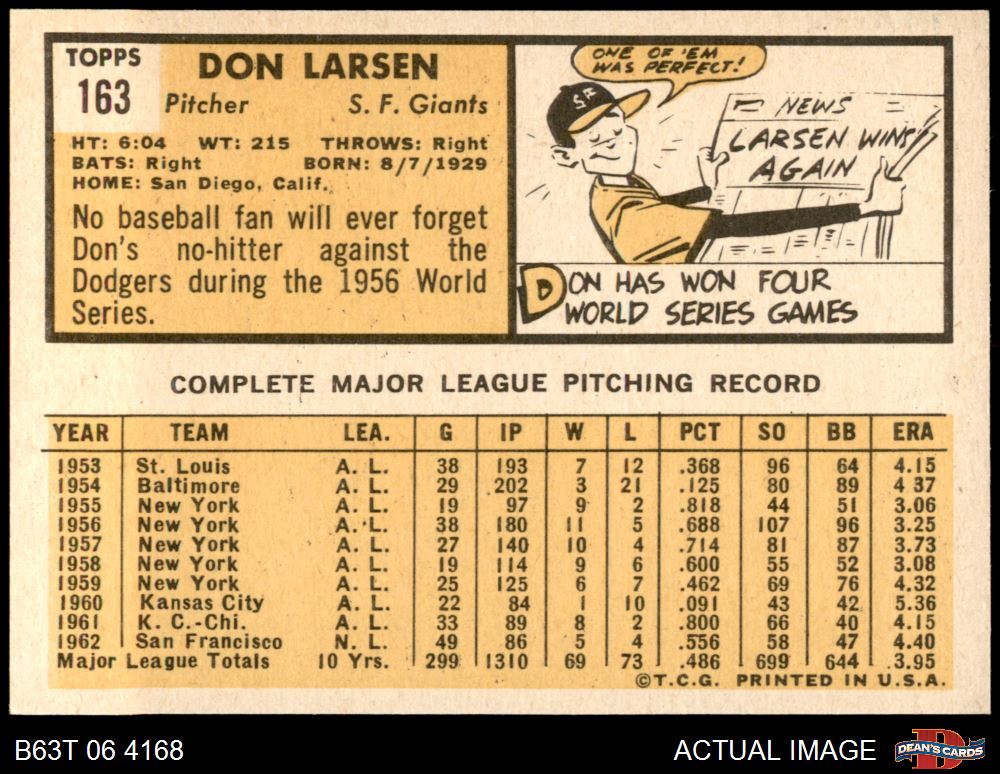 TOPPS
163
DON LARSEN
Pitcher S. F. Giants
HT: 6:04 WT: 215 THROWS: Right
BATS: Right BORN: 8/7/1929
HOME: San Diego, Calif.
No baseball fan will ever forget
Don's no-hitter against the
Dodgers during the 1956 World
Series.
ONE OF 'EM
WAS PERFECT!
SF
NEWS
LARSEN WINS
AGAIN
DON HAS WON FOUR
WORLD SERIES GAMES
COMPLETE MAJOR LEAGUE PITCHING RECORD
YEAR TEAM LEA. G IP W L PCT SO BB ERA
1953 St. Louis A. L. 38 193 7 12 .368 96 64 4.15
1954 Baltimore A. L. 29 202 3 21 .125 80 89 4 37
1955 New York A. L. 19 97 9 2 .818 44 51 3.06
1956 New York A. L. 38 180 11 5 .688 107 96 3.25
1957 New York A. L. 27 140 10 4 .714 81 87 3.73
1958 New York A. L. 19 114 9 6 .600 55 52 3.08
1959 New York A. L. 25 125 6 7 .462 69 76 4.32
1960 Kansas City A. L. 22 84 1 10 .091 43 42 5.36
1961 K. C.-Chi. A. L. 33 89 8 2 .800 66 40 4.15
1962 San Francisco N. L. 49 86 5 4 .556 58 47 4.40
Major League Totals 10 Yrs. 299 1310 69 73 .486 699 644 3.95
©T.C.G. PRINTED IN U.S.A.
B63T 06 4168 ACTUAL IMAGE
D
DEAN'S CARDS